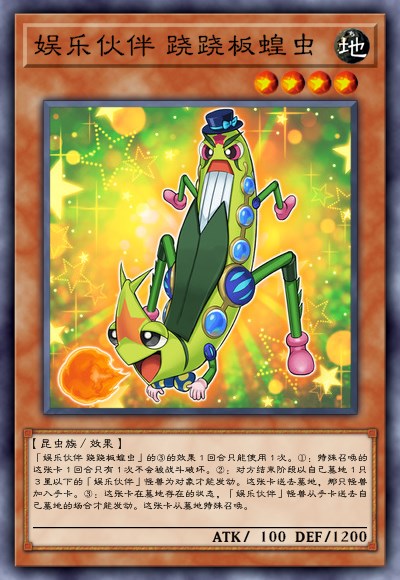 娱乐伙伴 跷跷板蝗虫
地
【昆虫族／效果】
「娱乐伙伴 跷跷板蝗虫」的③的效果1回合只能使用1次。①：特殊召唤的
这张卡1回合只有1次不会被战斗破坏。②：对方结束阶段以自己墓地1只
3星以下的「娱乐伙伴」怪兽为对象才能发动。这张卡送去墓地，那只怪兽
加入手卡。③：这张卡在墓地存在的状态，「娱乐伙伴」怪兽从手卡送去自
己墓地的场合才能发动。这张卡从墓地特殊召唤。
ATK/ 100 DEF/1200